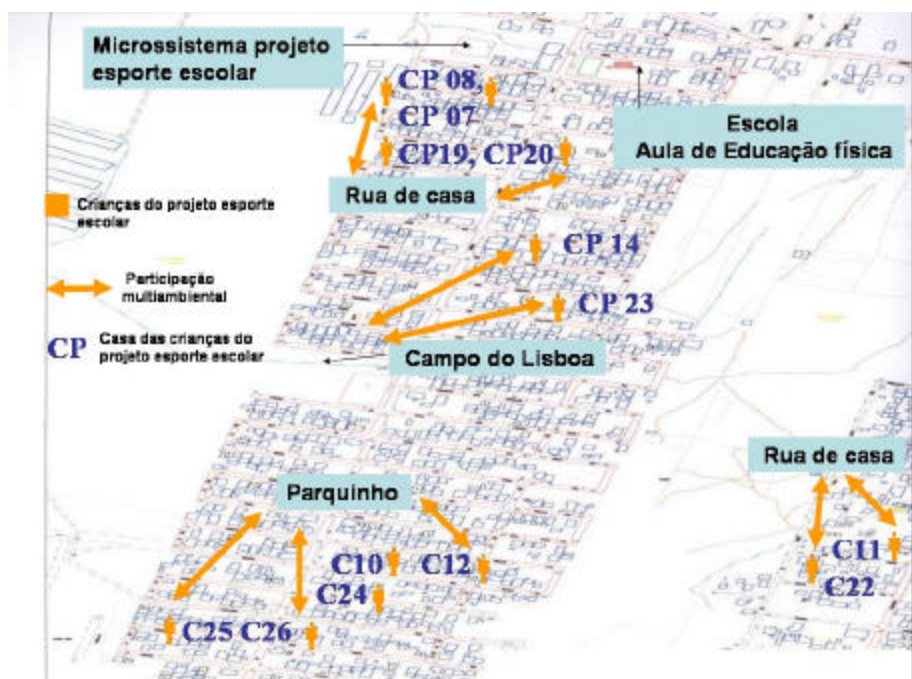 Microssistema projeto
esporte escolar
CP 08,
CP 07
CP19, CP20
Escola
Aula de Educação física
Rua de casa
Crianças do projeto esporte
escolar
CP 14
Participação
multiambiental
CP 23
CP
Casa das crianças do
projeto esporte escolar
Campo do Lisboa
Rua de casa
Parquinho
C10
C12
C11
C24
C22
C25 C26